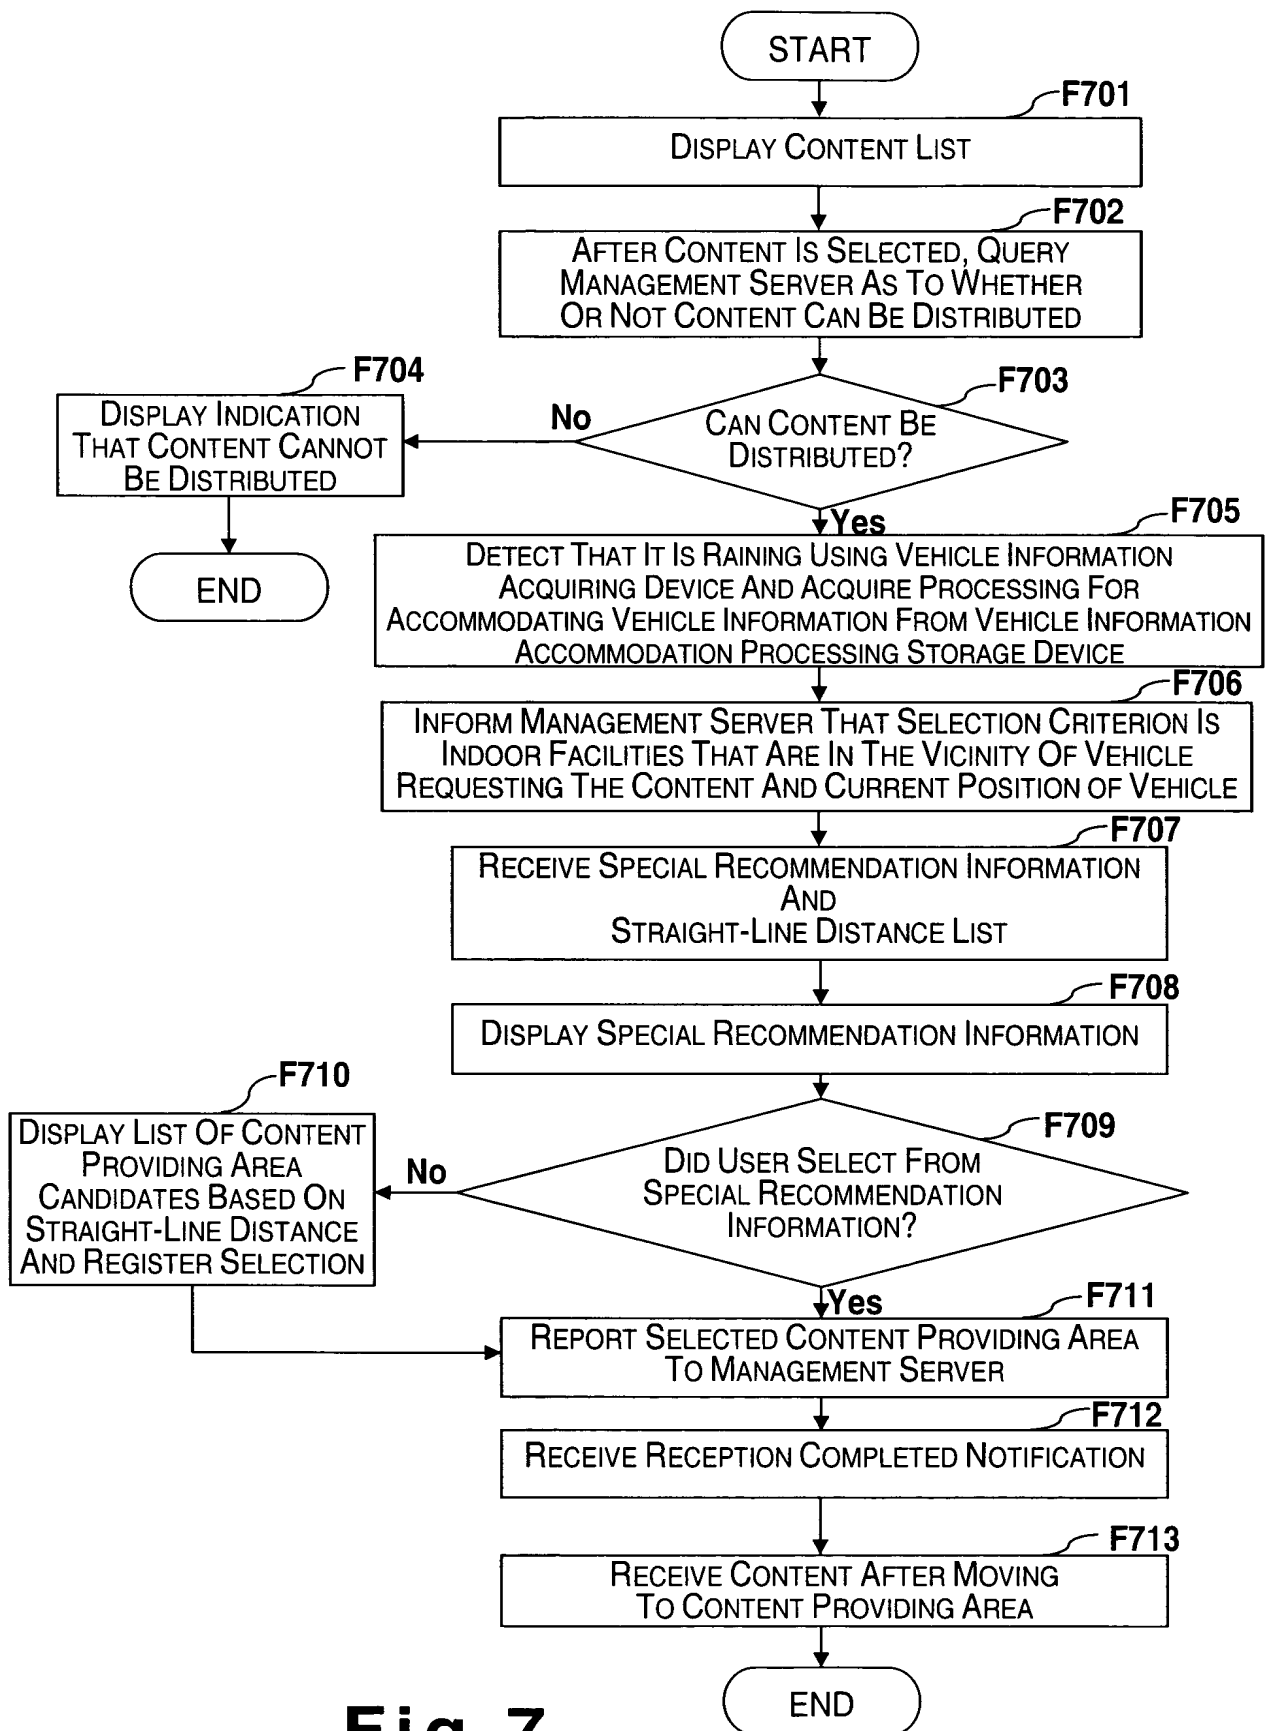 START
F701
DISPLAY CONTENT LIST
F702
AFTER CONTENT IS SELECTED, QUERY
MANAGEMENT SERVER AS TO WHETHER
OR NOT CONTENT CAN BE DISTRIBUTED
F703
CAN CONTENT BE
DISTRIBUTED?
No
F704
DISPLAY INDICATION
THAT CONTENT CANNOT
BE DISTRIBUTED
END
Yes
F705
DETECT THAT IT IS RAINING USING VEHICLE INFORMATION
ACQUIRING DEVICE AND ACQUIRE PROCESSING FOR
ACCOMMODATING VEHICLE INFORMATION FROM VEHICLE INFORMATION
ACCOMMODATION PROCESSING STORAGE DEVICE
F706
INFORM MANAGEMENT SERVER THAT SELECTION CRITERION IS
INDOOR FACILITIES THAT ARE IN THE VICINITY OF VEHICLE
REQUESTING THE CONTENT AND CURRENT POSITION OF VEHICLE
F707
RECEIVE SPECIAL RECOMMENDATION INFORMATION
AND
STRAIGHT-LINE DISTANCE LIST
F708
DISPLAY SPECIAL RECOMMENDATION INFORMATION
F709
DID USER SELECT FROM
SPECIAL RECOMMENDATION
INFORMATION?
No
F710
DISPLAY LIST OF CONTENT
PROVIDING AREA
CANDIDATES BASED ON
STRAIGHT-LINE DISTANCE
AND REGISTER SELECTION
Yes
F711
REPORT SELECTED CONTENT PROVIDING AREA
TO MANAGEMENT SERVER
F712
RECEIVE RECEPTION COMPLETED NOTIFICATION
F713
RECEIVE CONTENT AFTER MOVING
TO CONTENT PROVIDING AREA
END
Fig. 7